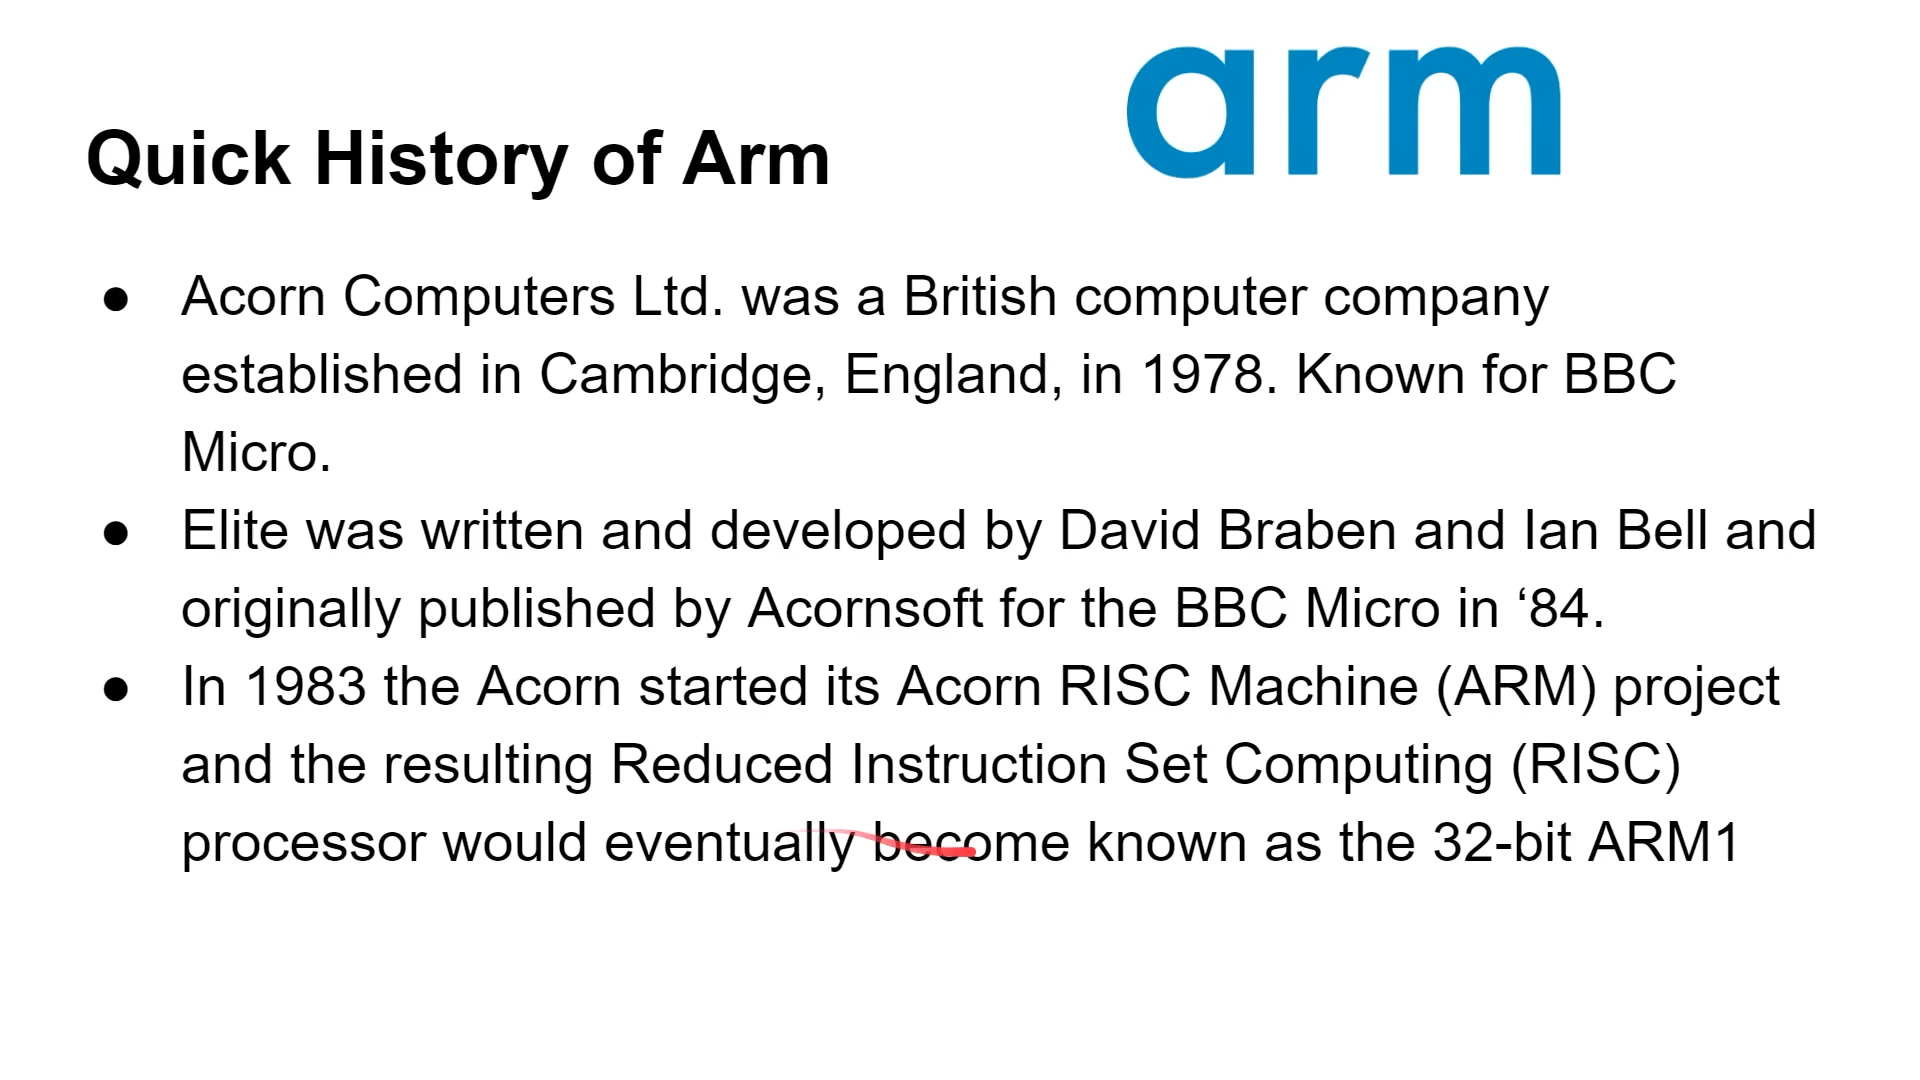 arm
Quick History of Arm
● Acorn Computers Ltd. was a British computer company
established in Cambridge, England, in 1978. Known for BBC
Micro.
● Elite was written and developed by David Braben and Ian Bell and
originally published by Acornsoft for the BBC Micro in ‘84.
● In 1983 the Acorn started its Acorn RISC Machine (ARM) project
and the resulting Reduced Instruction Set Computing (RISC)
processor would eventually become known as the 32-bit ARM1